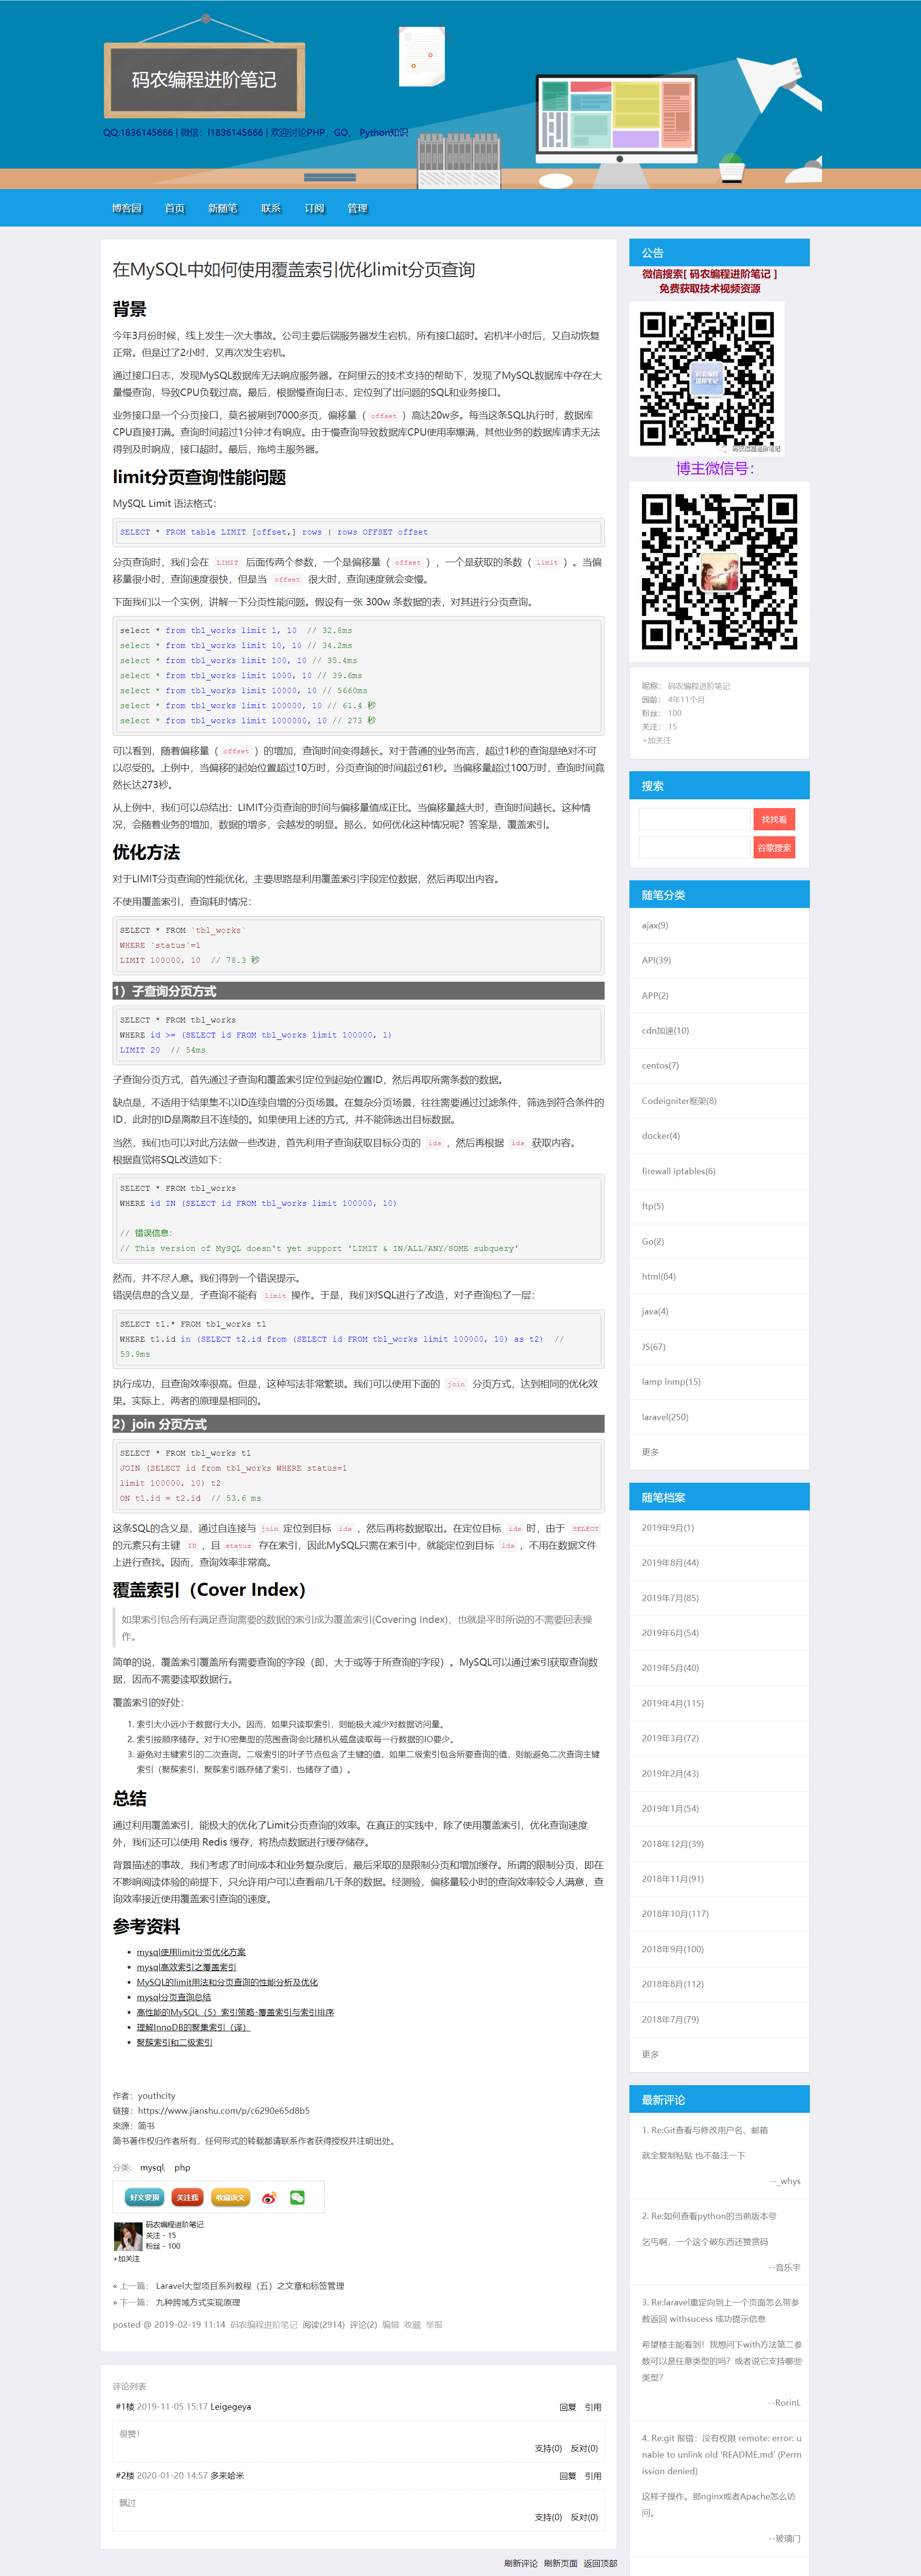 码农编程进阶笔记
QQ:1836145666 | 微信：l1836145666 | 欢迎讨论PHP、GO、 Python知识
博客园 首页 新随笔 联系 订阅 管理
在MySQL中如何使用覆盖索引优化limit分页查询
背景
今年3月份时候，线上发生一次大事故。公司主要后端服务器发生宕机，所有接口超时。宕机半小时后，又自动恢复
正常。但是过了2小时，又再次发生宕机。
通过接口日志，发现MySQL数据库无法响应服务器。在阿里云的技术支持的帮助下，发现了MySQL数据库中存在大
量慢查询，导致CPU负载过高。最后，根据慢查询日志，定位到了出问题的SQL和业务接口。
业务接口是一个分页接口，莫名被刷到7000多页，偏移量（ offset ）高达20w多。每当这条SQL执行时，数据库
CPU直接打满。查询时间超过1分钟才有响应。由于慢查询导致数据库CPU使用率爆满，其他业务的数据库请求无法
得到及时响应，接口超时。最后，拖垮主服务器。
limit分页查询性能问题
MySQL Limit 语法格式：
SELECT * FROM table LIMIT [offset,] rows | rows OFFSET offset
分页查询时，我们会在 LIMIT 后面传两个参数，一个是偏移量（ offset ），一个是获取的条数（ limit ）。当偏
移量很小时，查询速度很快，但是当 offset 很大时，查询速度就会变慢。
下面我们以一个实例，讲解一下分页性能问题。假设有一张 300w 条数据的表，对其进行分页查询。
select * from tbl_works limit 1, 10 // 32.8ms
select * from tbl_works limit 10, 10 // 34.2ms
select * from tbl_works limit 100, 10 // 35.4ms
select * from tbl_works limit 1000, 10 // 39.6ms
select * from tbl_works limit 10000, 10 // 5660ms
select * from tbl_works limit 100000, 10 // 61.4 秒
select * from tbl_works limit 1000000, 10 // 273 秒
可以看到，随着偏移量（ offset ）的增加，查询时间变得越长。对于普通的业务而言，超过1秒的查询是绝对不可
以忍受的。上例中，当偏移的起始位置超过10万时，分页查询的时间超过61秒。当偏移量超过100万时，查询时间竟
然长达273秒。
从上例中，我们可以总结出：LIMIT分页查询的时间与偏移量值成正比。当偏移量越大时，查询时间越长。这种情
况，会随着业务的增加，数据的增多，会越发的明显。那么，如何优化这种情况呢？答案是，覆盖索引。
优化方法
对于LIMIT分页查询的性能优化，主要思路是利用覆盖索引字段定位数据，然后再取出内容。
不使用覆盖索引，查询耗时情况：
SELECT * FROM `tbl_works`
WHERE `status`=1
LIMIT 100000, 10 // 78.3 秒
1）子查询分页方式
SELECT * FROM tbl_works
WHERE id >= (SELECT id FROM tbl_works limit 100000, 1)
LIMIT 20 // 54ms
子查询分页方式，首先通过子查询和覆盖索引定位到起始位置ID，然后再取所需条数的数据。
缺点是，不适用于结果集不以ID连续自增的分页场景。在复杂分页场景，往往需要通过过滤条件，筛选到符合条件的
ID，此时的ID是离散且不连续的。如果使用上述的方式，并不能筛选出目标数据。
当然，我们也可以对此方法做一些改进，首先利用子查询获取目标分页的 ids ，然后再根据 ids 获取内容。
根据直觉将SQL改造如下：
SELECT * FROM tbl_works
WHERE id IN (SELECT id FROM tbl_works limit 100000, 10)
// 错误信息：
// This version of MySQL doesn't yet support 'LIMIT & IN/ALL/ANY/SOME subquery'
然而，并不尽人意。我们得到一个错误提示。
错误信息的含义是，子查询不能有 limit 操作。于是，我们对SQL进行了改造，对子查询包了一层：
SELECT t1.* FROM tbl_works t1
WHERE t1.id in (SELECT t2.id from (SELECT id FROM tbl_works limit 100000, 10) as t2) //
53.9ms
执行成功，且查询效率很高。但是，这种写法非常繁琐。我们可以使用下面的 join 分页方式，达到相同的优化效
果。实际上，两者的原理是相同的。
2）join 分页方式
SELECT * FROM tbl_works t1
JOIN (SELECT id from tbl_works WHERE status=1
limit 100000, 10) t2
ON t1.id = t2.id // 53.6 ms
这条SQL的含义是，通过自连接与 join 定位到目标 ids ，然后再将数据取出。在定位目标 ids 时，由于 SELECT
的元素只有主键 ID ，且 status 存在索引，因此MySQL只需在索引中，就能定位到目标 ids ，不用在数据文件
上进行查找。因而，查询效率非常高。
覆盖索引（Cover Index）
如果索引包含所有满足查询需要的数据的索引成为覆盖索引(Covering Index)，也就是平时所说的不需要回表操
作。
简单的说，覆盖索引覆盖所有需要查询的字段（即，大于或等于所查询的字段）。MySQL可以通过索引获取查询数
据，因而不需要读取数据行。
覆盖索引的好处：
1. 索引大小远小于数据行大小。因而，如果只读取索引，则能极大减少对数据访问量。
2. 索引按顺序储存。对于IO密集型的范围查询会比随机从磁盘读取每一行数据的IO要少。
3. 避免对主键索引的二次查询。二级索引的叶子节点包含了主键的值，如果二级索引包含所要查询的值，则能避免二次查询主键
索引（聚簇索引，聚簇索引既存储了索引，也储存了值）。
总结
通过利用覆盖索引，能极大的优化了Limit分页查询的效率。在真正的实践中，除了使用覆盖索引，优化查询速度
外，我们还可以使用 Redis 缓存，将热点数据进行缓存储存。
背景描述的事故，我们考虑了时间成本和业务复杂度后，最后采取的是限制分页和增加缓存。所谓的限制分页，即在
不影响阅读体验的前提下，只允许用户可以查看前几千条的数据。经测验，偏移量较小时的查询效率较令人满意，查
询效率接近使用覆盖索引查询的速度。
参考资料
mysql使用limit分页优化方案
mysql高效索引之覆盖索引
MySQL的limit用法和分页查询的性能分析及优化
mysql分页查询总结
高性能的MySQL（5）索引策略-覆盖索引与索引排序
理解InnoDB的聚集索引（译）
聚簇索引和二级索引
作者：youthcity
链接：https://www.jianshu.com/p/c6290e65d8b5
来源：简书
简书著作权归作者所有，任何形式的转载都请联系作者获得授权并注明出处。
分类: mysql, php
好文要顶 关注我 收藏该文
码农编程进阶笔记
关注 - 15
粉丝 - 100
+加关注
« 上一篇： Laravel大型项目系列教程（五）之文章和标签管理
» 下一篇： 九种跨域方式实现原理
posted @ 2019-02-19 11:14 码农编程进阶笔记 阅读(2914) 评论(2) 编辑 收藏 举报
评论列表
#1楼 2019-11-05 15:17 Leigegeya 回复 引用
很赞!
支持(0) 反对(0)
#2楼 2020-01-20 14:57 多来哈米 回复 引用
飘过
支持(0) 反对(0)
刷新评论 刷新页面 返回顶部
公告
微信搜索[ 码农编程进阶笔记 ]
免费获取技术视频资源
码农编程
进阶笔记
码农编程进阶笔记
博主微信号：
昵称： 码农编程进阶笔记
园龄： 4年11个月
粉丝： 100
关注： 15
+加关注
搜索
找找看
谷歌搜索
随笔分类
ajax(9)
API(39)
APP(2)
cdn加速(10)
centos(7)
Codeigniter框架(8)
docker(4)
firewall iptables(6)
ftp(5)
Go(2)
html(84)
java(4)
JS(67)
lamp lnmp(15)
laravel(250)
更多
随笔档案
2019年9月(1)
2019年8月(44)
2019年7月(85)
2019年6月(54)
2019年5月(40)
2019年4月(115)
2019年3月(72)
2019年2月(43)
2019年1月(54)
2018年12月(39)
2018年11月(91)
2018年10月(117)
2018年9月(100)
2018年8月(112)
2018年7月(79)
更多
最新评论
1. Re:Git查看与修改用户名、邮箱
就全复制粘贴 也不备注一下
--_whys
2. Re:如何查看python的当前版本号
乞丐啊，一个这个破东西还赞赏码
--音乐宇
3. Re:laravel重定向到上一个页面怎么带参
数返回 withsucess 成功提示信息
希望楼主能看到！我想问下with方法第二参
数可以是任意类型的吗？或者说它支持哪些
类型?
--RorinL
4. Re:git 报错：没有权限 remote: error: u
nable to unlink old 'README.md' (Perm
ission denied)
这样子操作。那nginx或者Apache怎么访
问。
--玻璃门